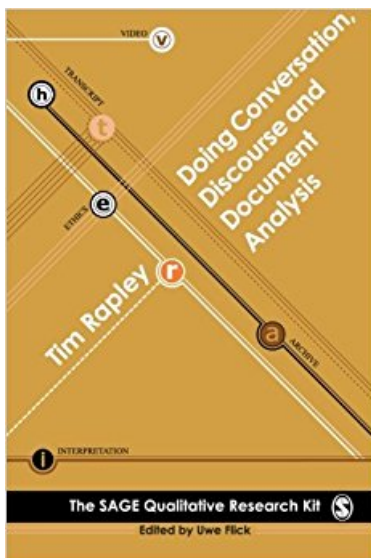 VIDEO
v
h
TRANSCRIPT
t
Doing Conversation,
Discourse and
Document
Analysis
ETHICS
e
r
Tim Rapley
a
ARCHIVE
i
INTERPRETATION
The SAGE Qualitative Research Kit
S
Edited by Uwe Flick